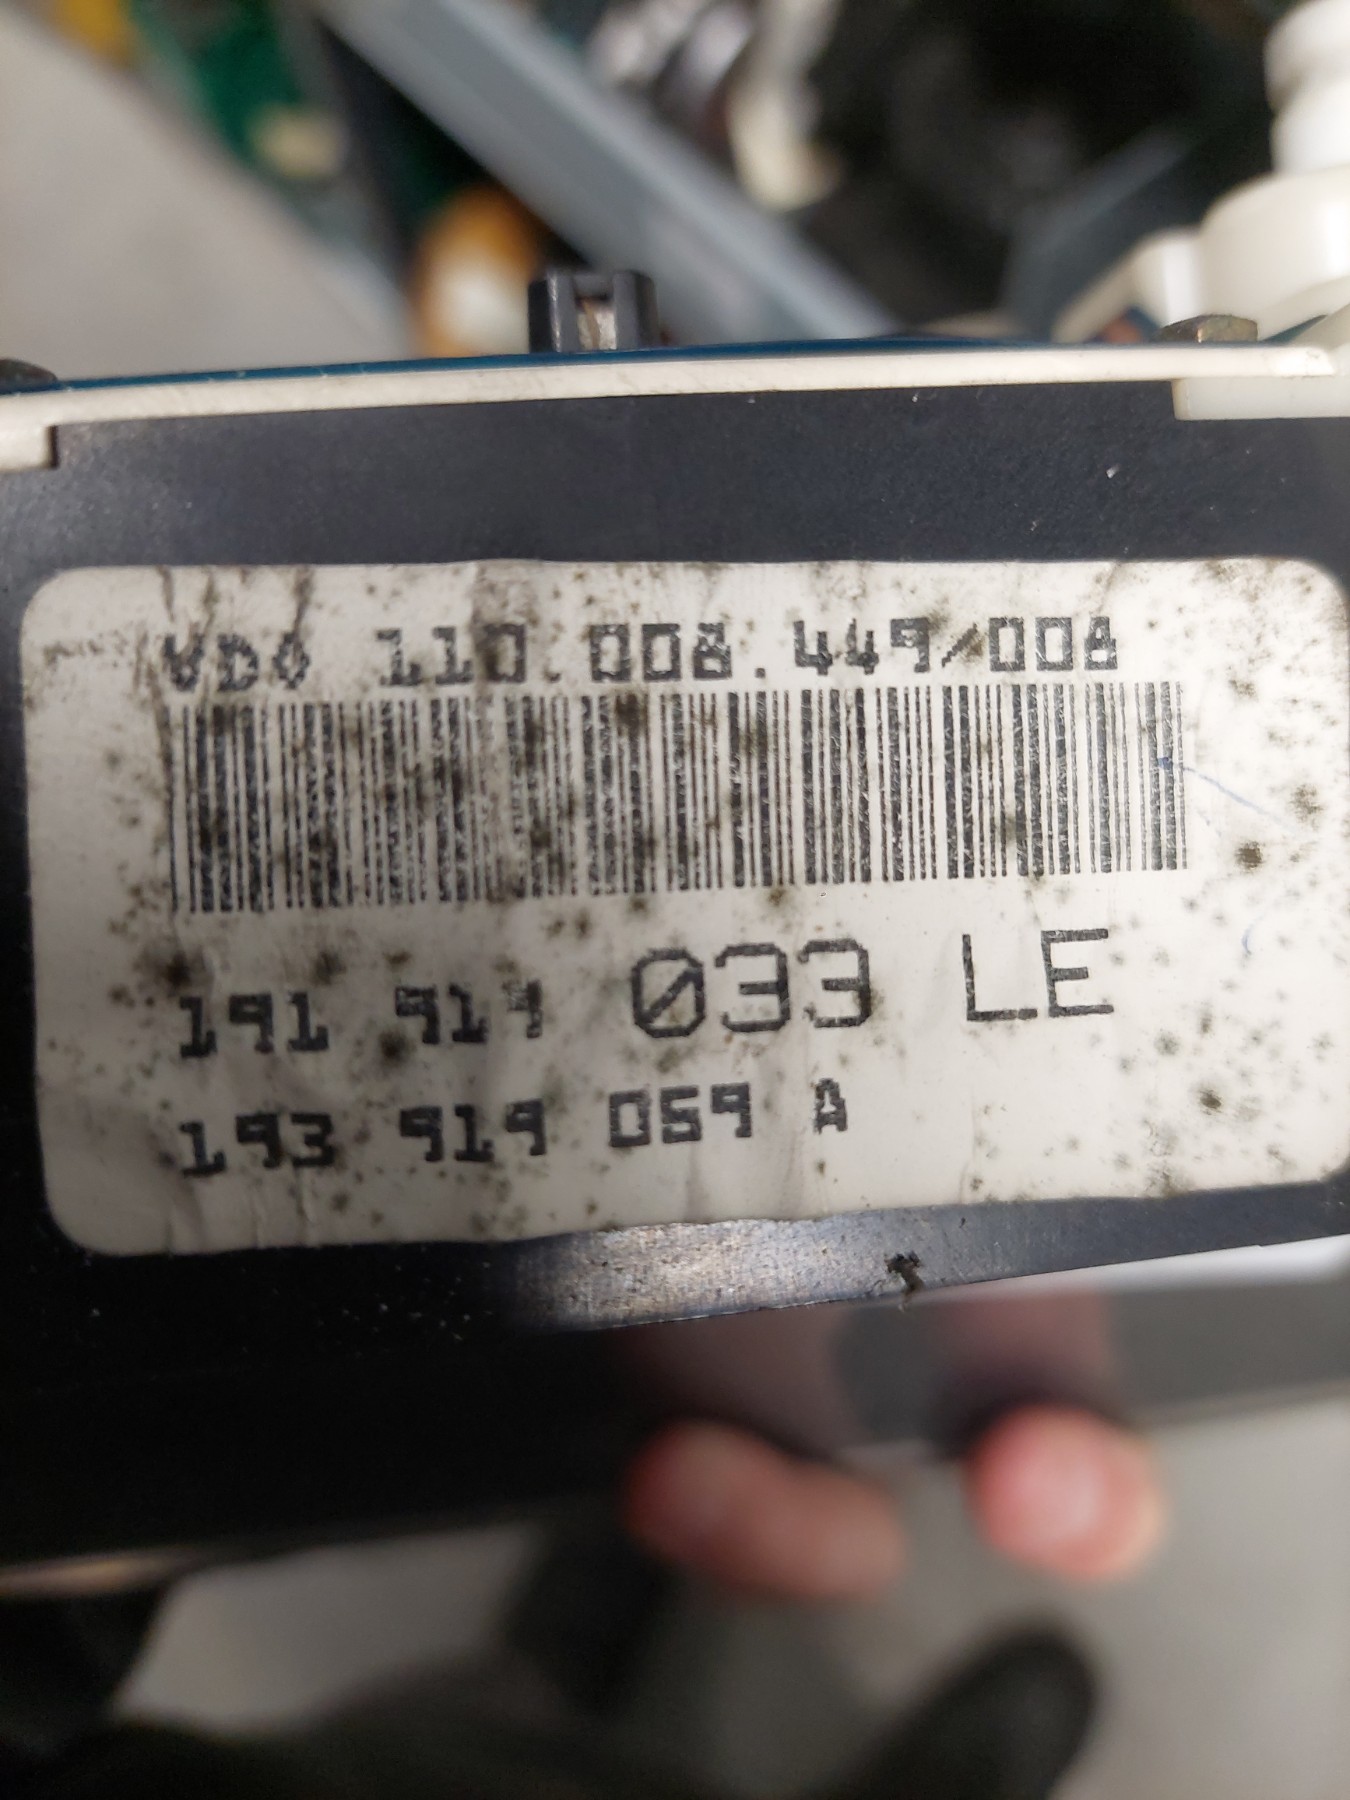 VDO 110.008.449/008
191 919 033 LE
193 919 059 A